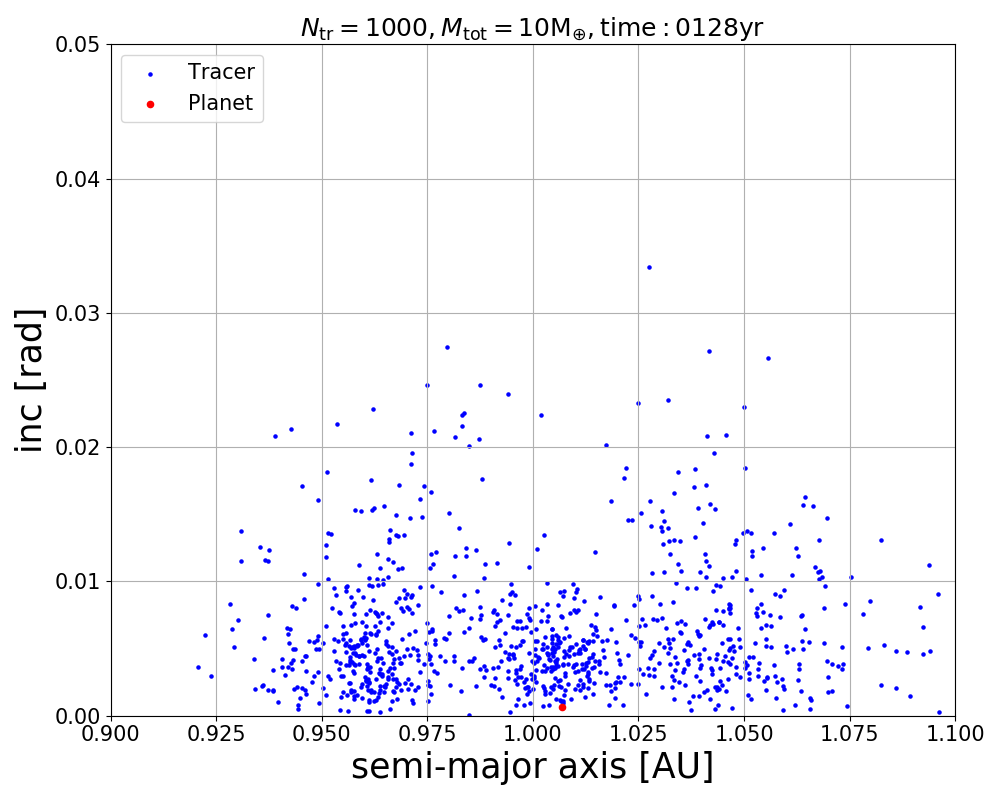 N_tr = 1000, M_tot = 10M_⊕, time : 0128yr
0.05
Tracer
Planet
0.04
0.03
0.02
0.01
0.00
inc [rad]
0.900 0.925 0.950 0.975 1.000 1.025 1.050 1.075 1.100
semi-major axis [AU]